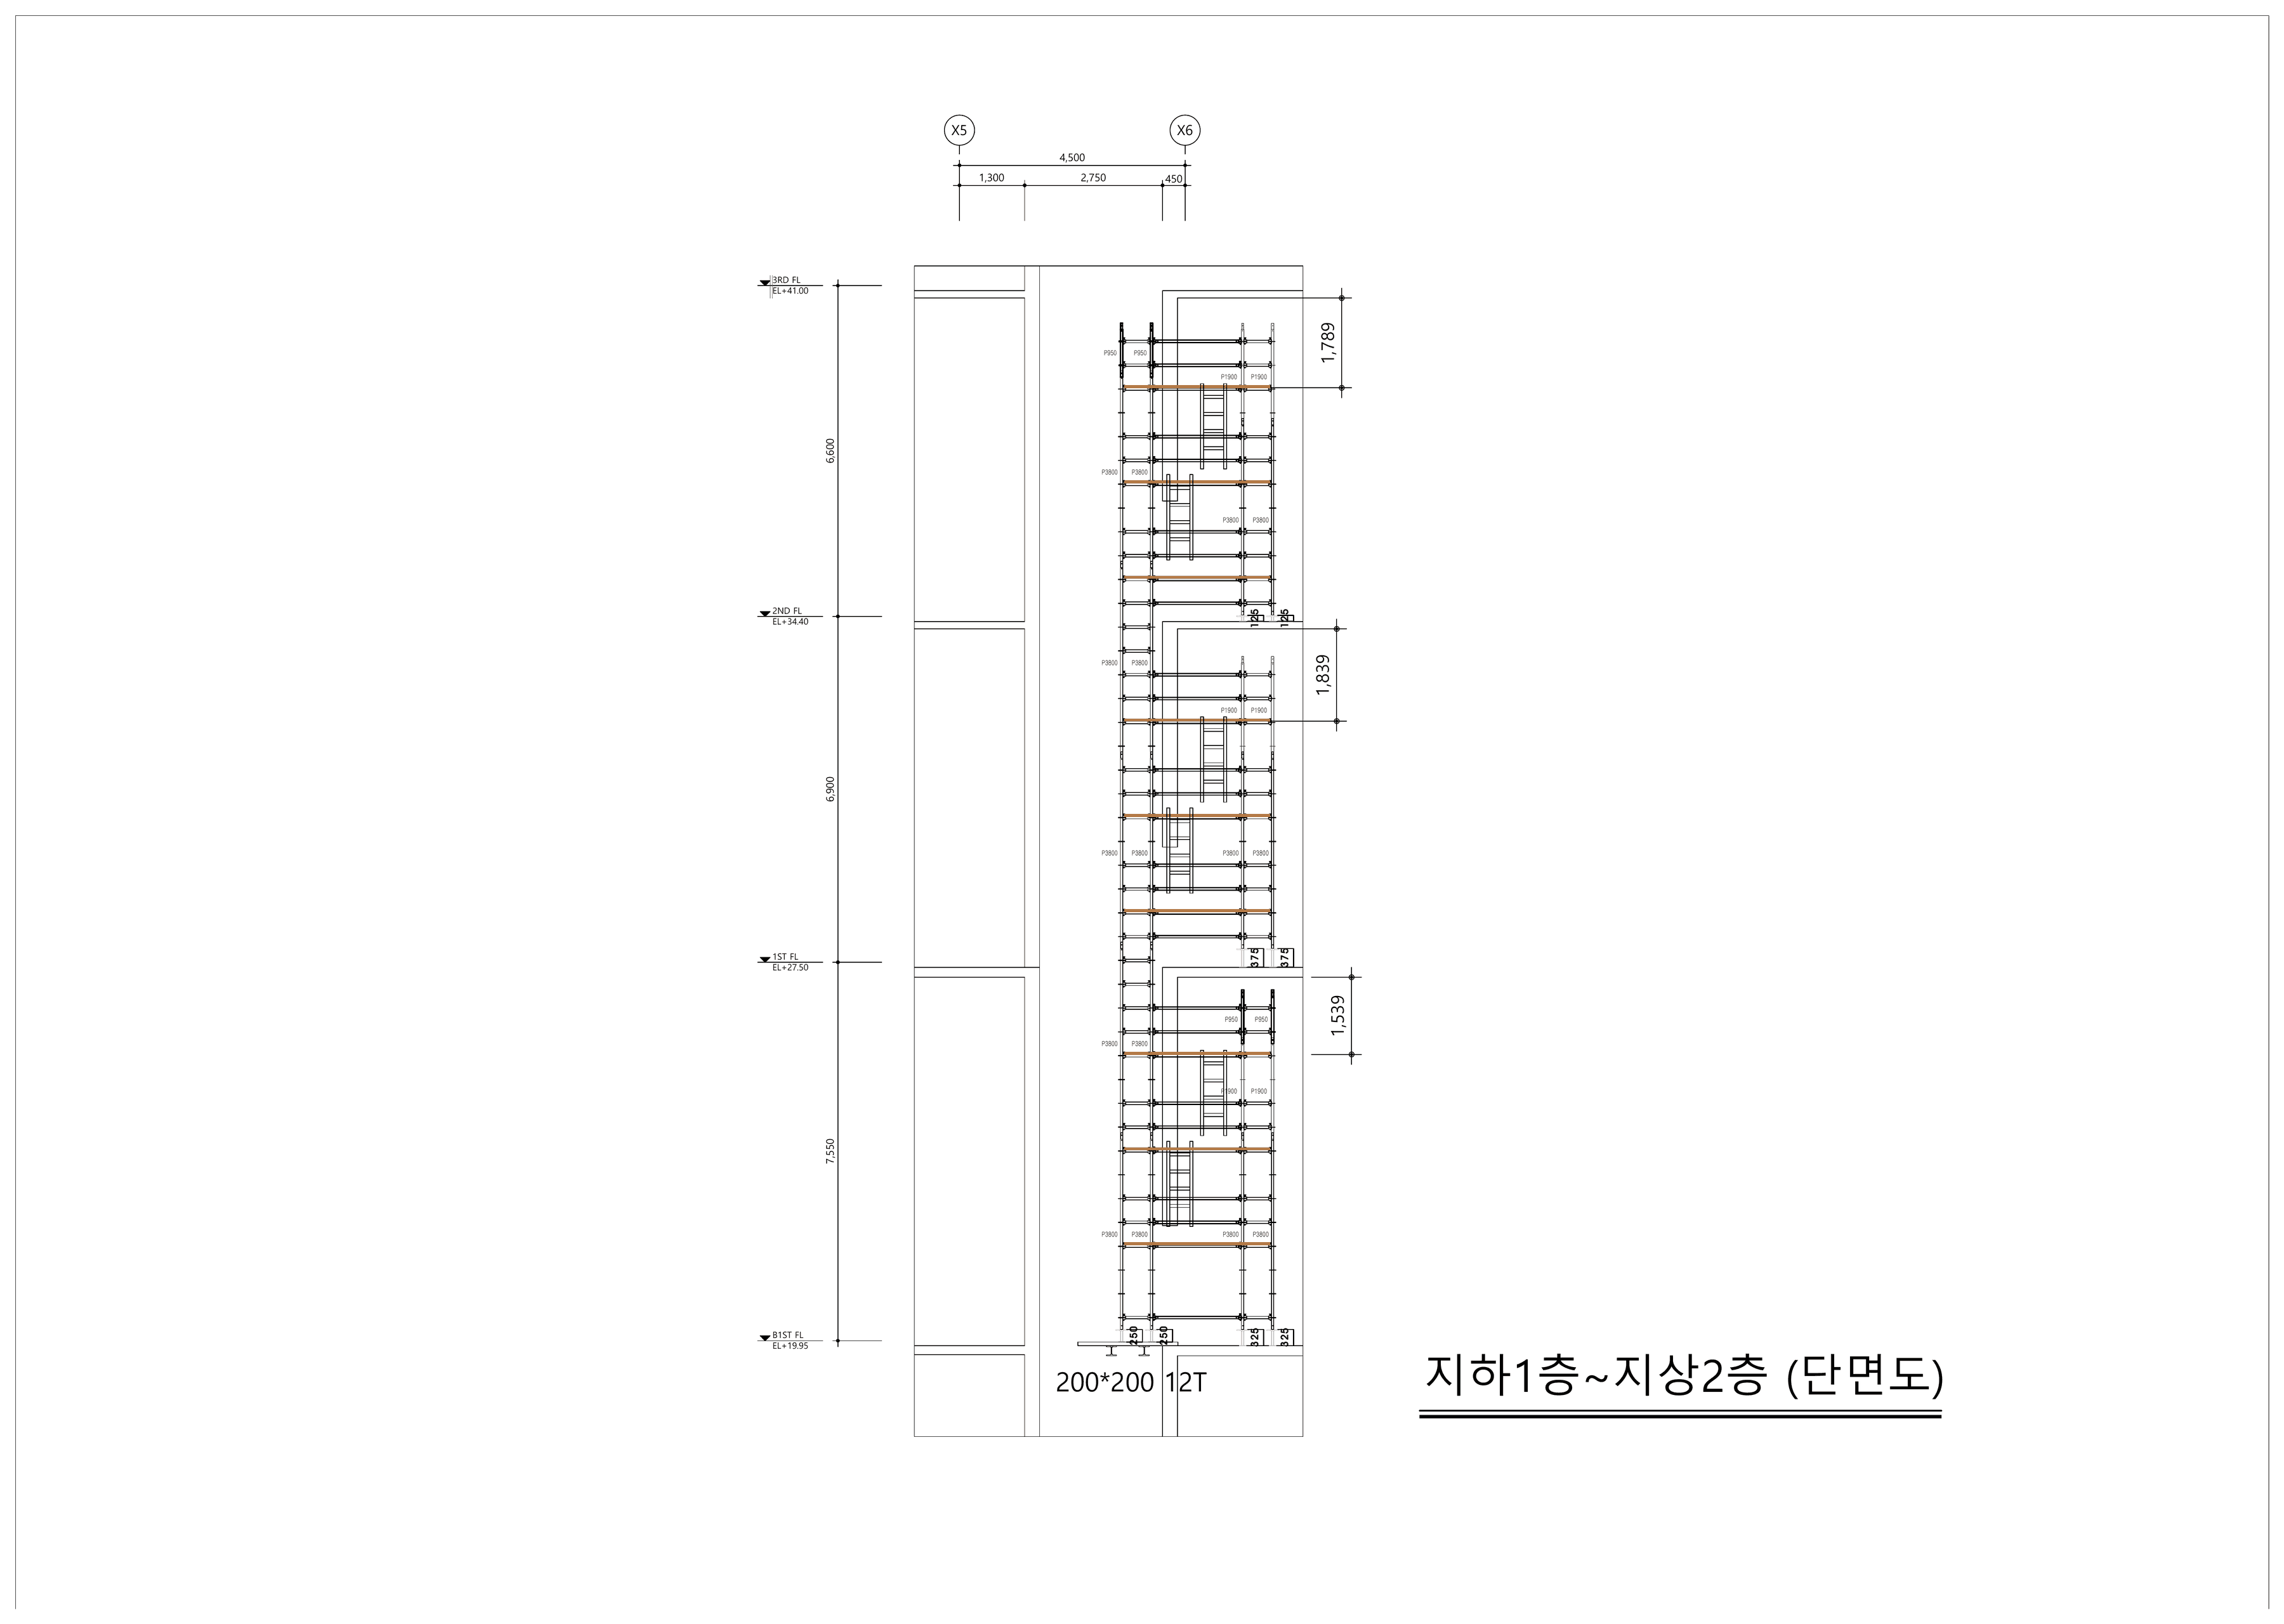 X5 X6
4,500
1,300 2,750 450
3RD FL
EL+41.00
1,789
P950 P950
P1900 P1900
6,600
P3800 P3800
P3800 P3800
2ND FL
EL+34.40
125 125
1,839
P3800 P3800
P1900 P1900
6,900
P3800 P3800 P3800 P3800
1ST FL
EL+27.50
375 375
1,539
P950 P950
P3800 P3800
P1900 P1900
7,550
P3800 P3800 P3800 P3800
B1ST FL
EL+19.95
250 250 325 325
200*200 12T
지하1층~지상2층 (단면도)